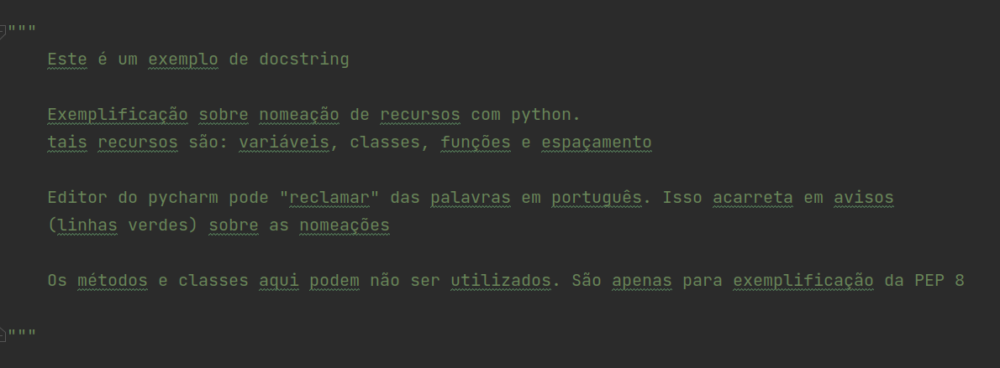 """
Este é um exemplo de docstring
Exemplificação sobre nomeação de recursos com python.
tais recursos são: variáveis, classes, funções e espaçamento
Editor do pycharm pode "reclamar" das palavras em português. Isso acarreta em avisos
(linhas verdes) sobre as nomeações
Os métodos e classes aqui podem não ser utilizados. São apenas para exemplificação da PEP 8
"""